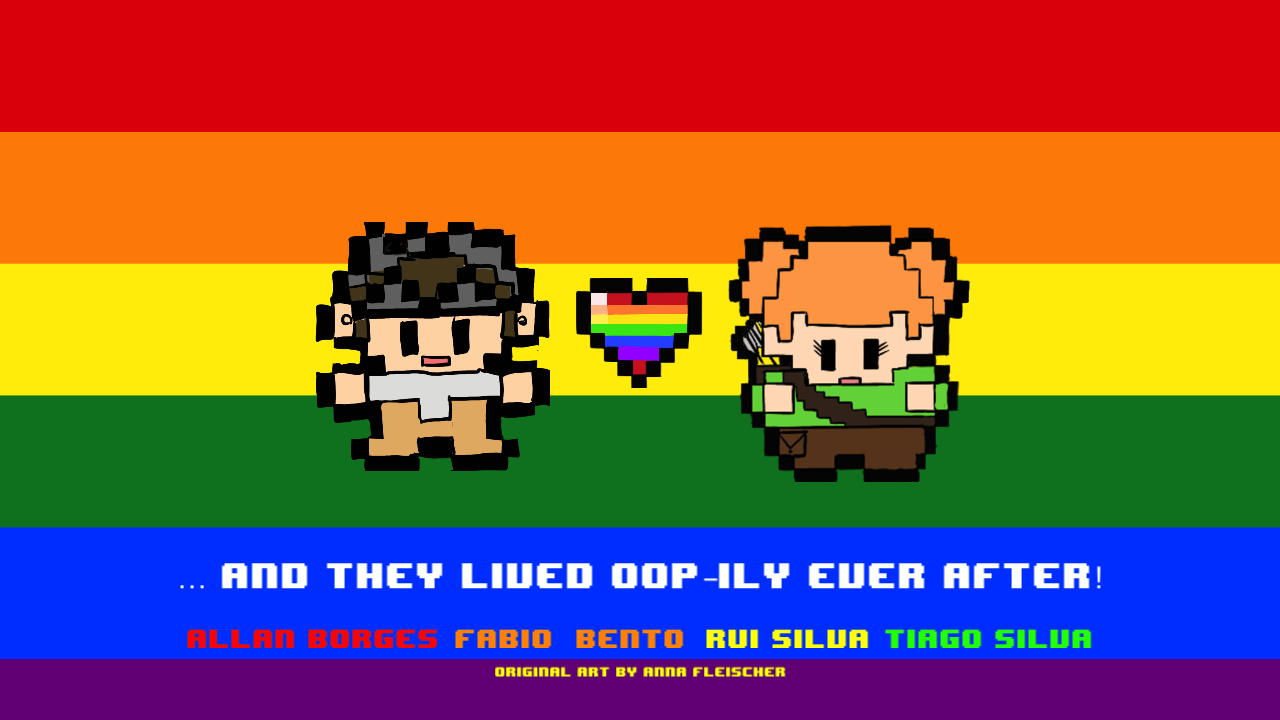 ... AND THEY LIVED OOP-ILY EVER AFTER!
ALLAN BORGES FABIO BENTO RUI SILVA TIAGO SILVA
ORIGINAL ART BY ANNA FLEISCHER